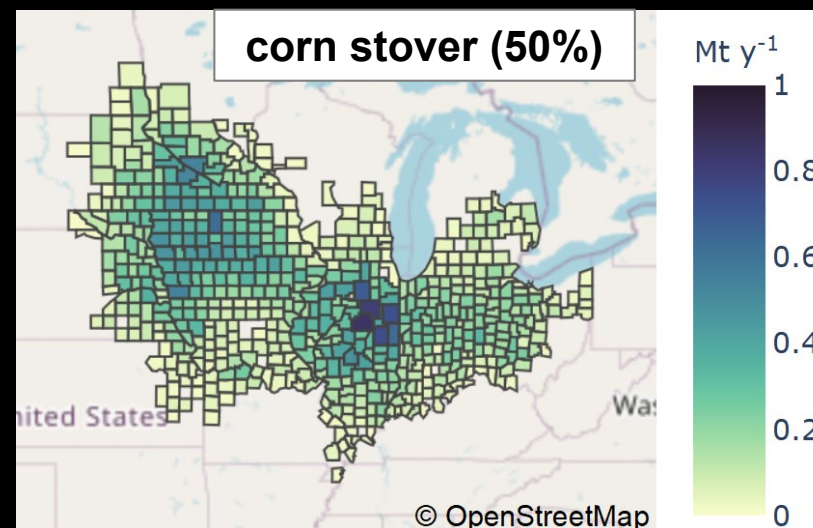 corn stover (50%)
Mt y⁻¹
1
0.8
0.6
0.4
0.2
0
nited States
Was
© OpenStreetMap